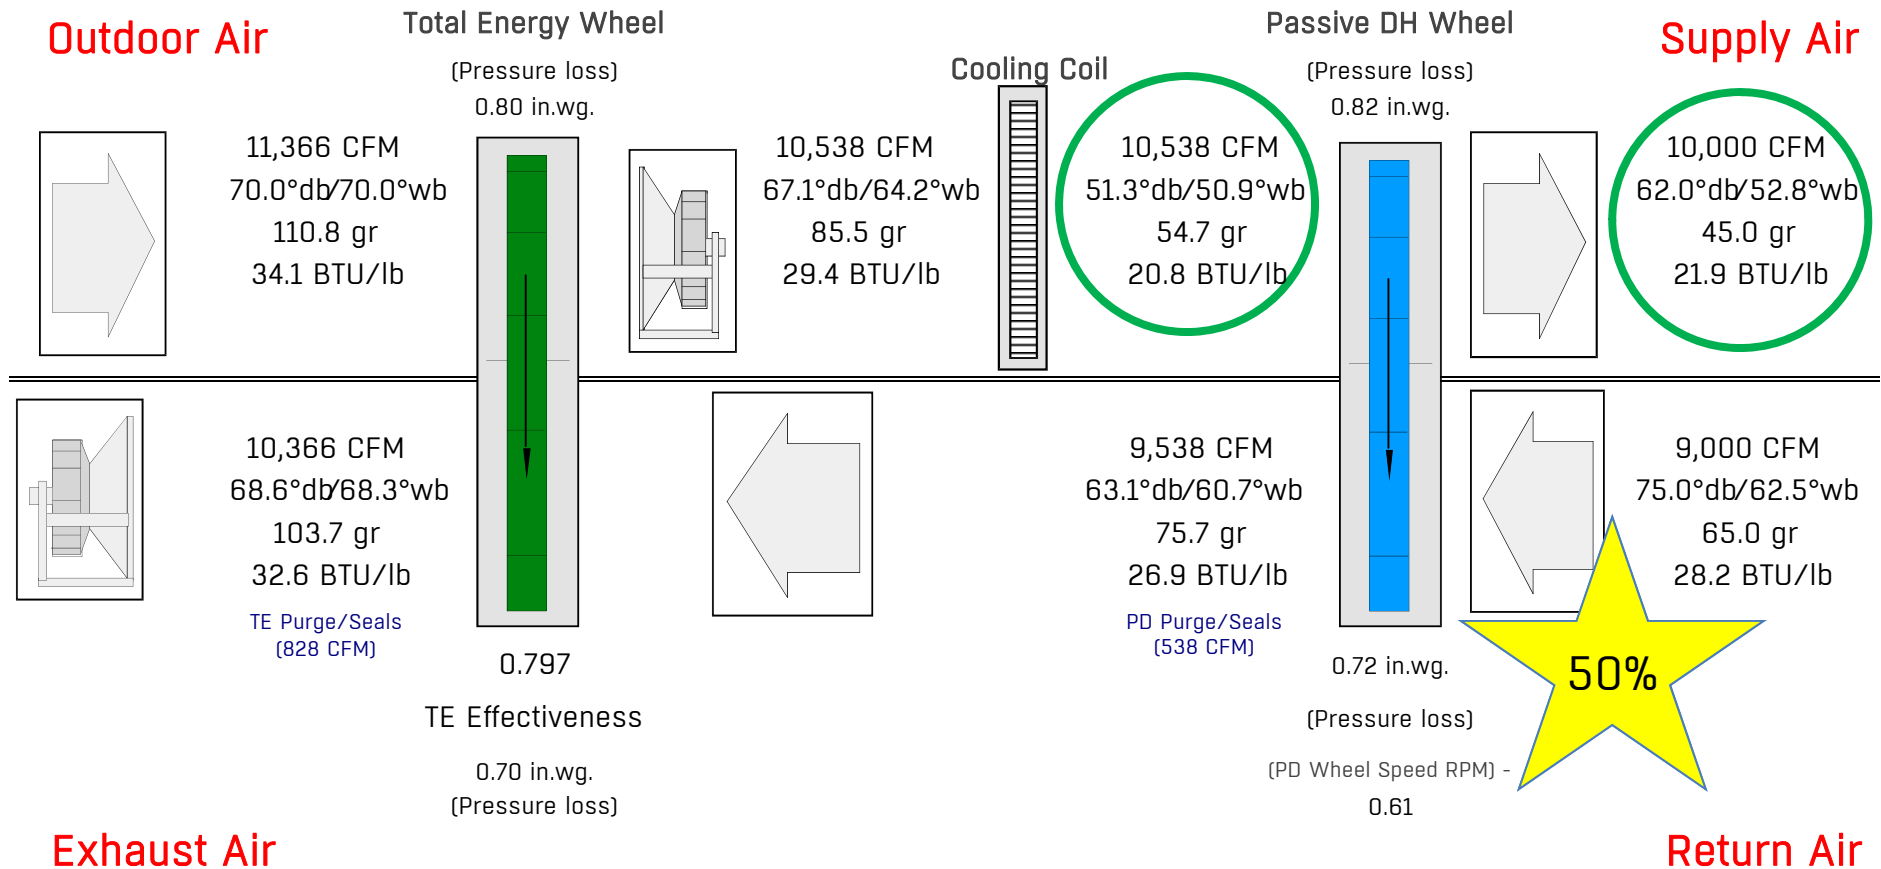 Outdoor Air
Total Energy Wheel
(Pressure loss)
0.80 in.wg.
Cooling Coil
Passive DH Wheel
(Pressure loss)
0.82 in.wg.
Supply Air
11,366 CFM
70.0°db/70.0°wb
110.8 gr
34.1 BTU/lb
10,538 CFM
67.1°db/64.2°wb
85.5 gr
29.4 BTU/lb
10,538 CFM
51.3°db/50.9°wb
54.7 gr
20.8 BTU/lb
10,000 CFM
62.0°db/52.8°wb
45.0 gr
21.9 BTU/lb
10,366 CFM
68.6°db/68.3°wb
103.7 gr
32.6 BTU/lb
TE Purge/Seals
(828 CFM)
0.797
TE Effectiveness
0.70 in.wg.
(Pressure loss)
9,538 CFM
63.1°db/60.7°wb
75.7 gr
26.9 BTU/lb
PD Purge/Seals
(538 CFM)
0.72 in.wg.
(Pressure loss)
(PD Wheel Speed RPM) -
0.61
9,000 CFM
75.0°db/62.5°wb
65.0 gr
28.2 BTU/lb
50%
Exhaust Air
Return Air